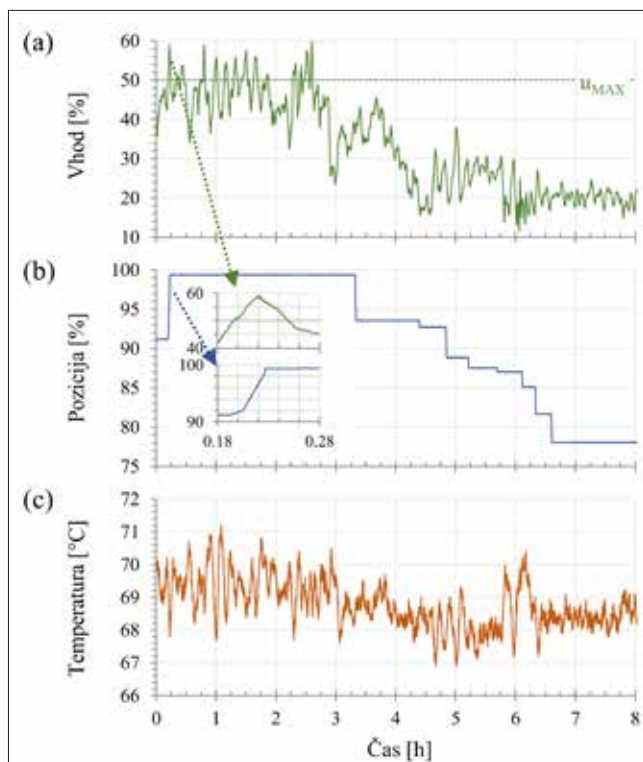 (a)
Vhod [%]
60
50
40
30
20
10
uMAX
(b)
Pozicija [%]
100
95
90
85
80
75
60
40
100
90
0.18
0.28
(c)
Temperatura [°C]
72
71
70
69
68
67
66
0 1 2 3 4 5 6 7 8
Čas [h]